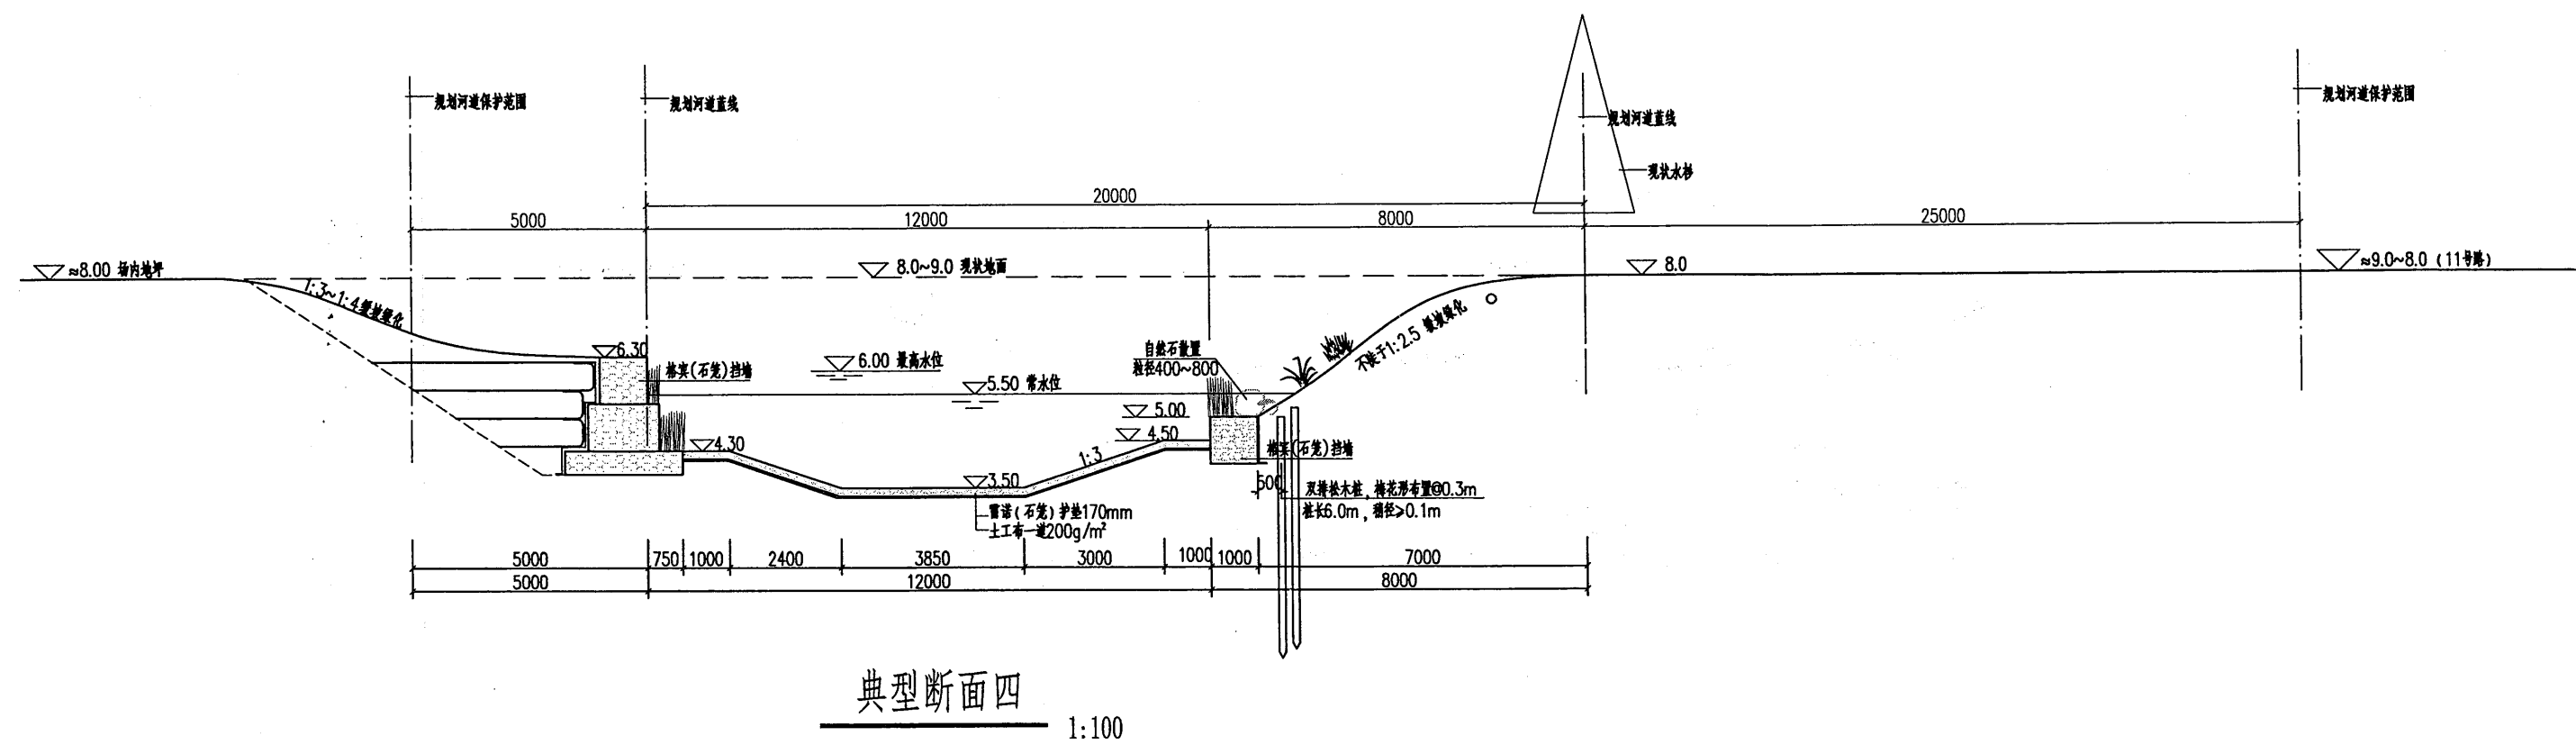 规划河道保护范围
规划河道蓝线
规划河道蓝线
规划河道保护范围
现状水杉
20000
5000
12000
8000
25000
≈8.00 场内地坪
8.0~9.0 现状地面
8.0
≈9.0~8.0 (11号路)
1:3~1:4缓坡绿化
不陡于1:2.5 缓坡绿化
6.30
格宾(石笼)挡墙
6.00 最高水位
自然石散置
粒径400~800
5.50 常水位
5.00
4.50
4.30
1:3
格宾(石笼)挡墙
3.50
500
双排松木桩，梅花形布置@0.3m
桩长6.0m，稍径≥0.1m
雷诺(石笼)护垫170mm
土工布一道200g/m²
5000
750
1000
2400
3850
3000
1000
1000
7000
5000
12000
8000
典型断面四
1:100